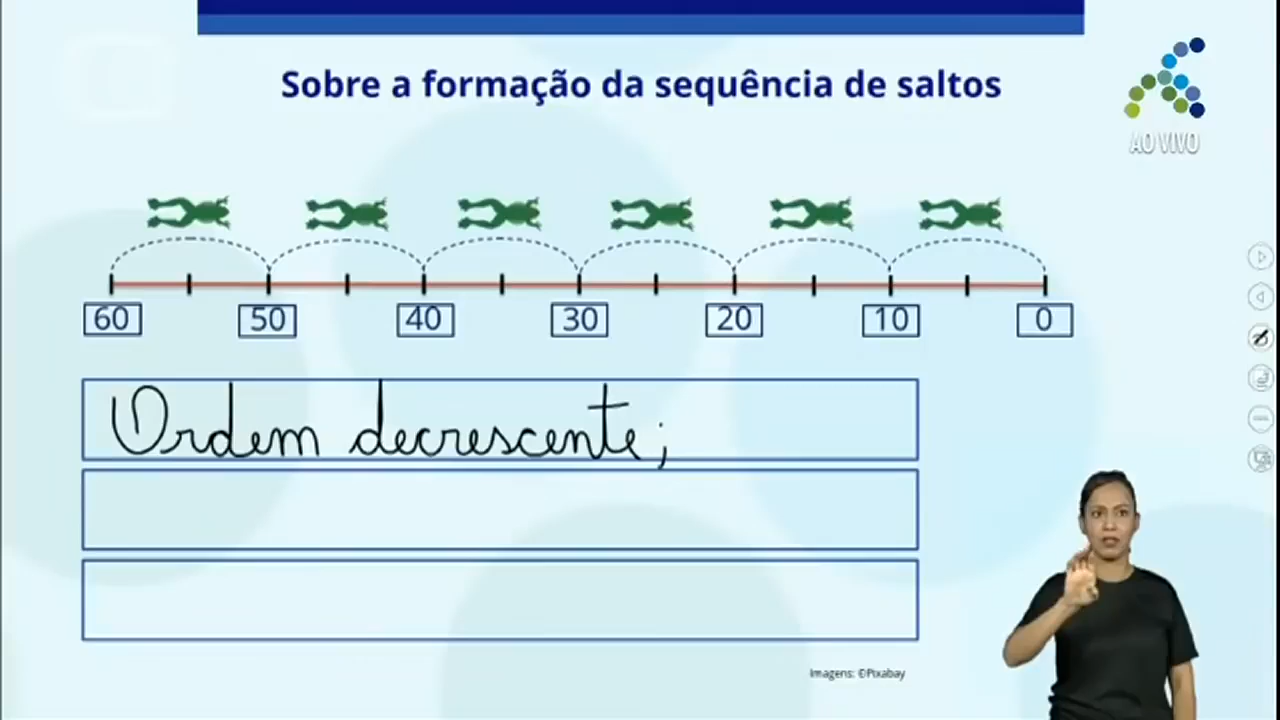 Sobre a formação da sequência de saltos
AO VIVO
60 50 40 30 20 10 0
Ordem decrescente;
Imagens: ©Pixabay